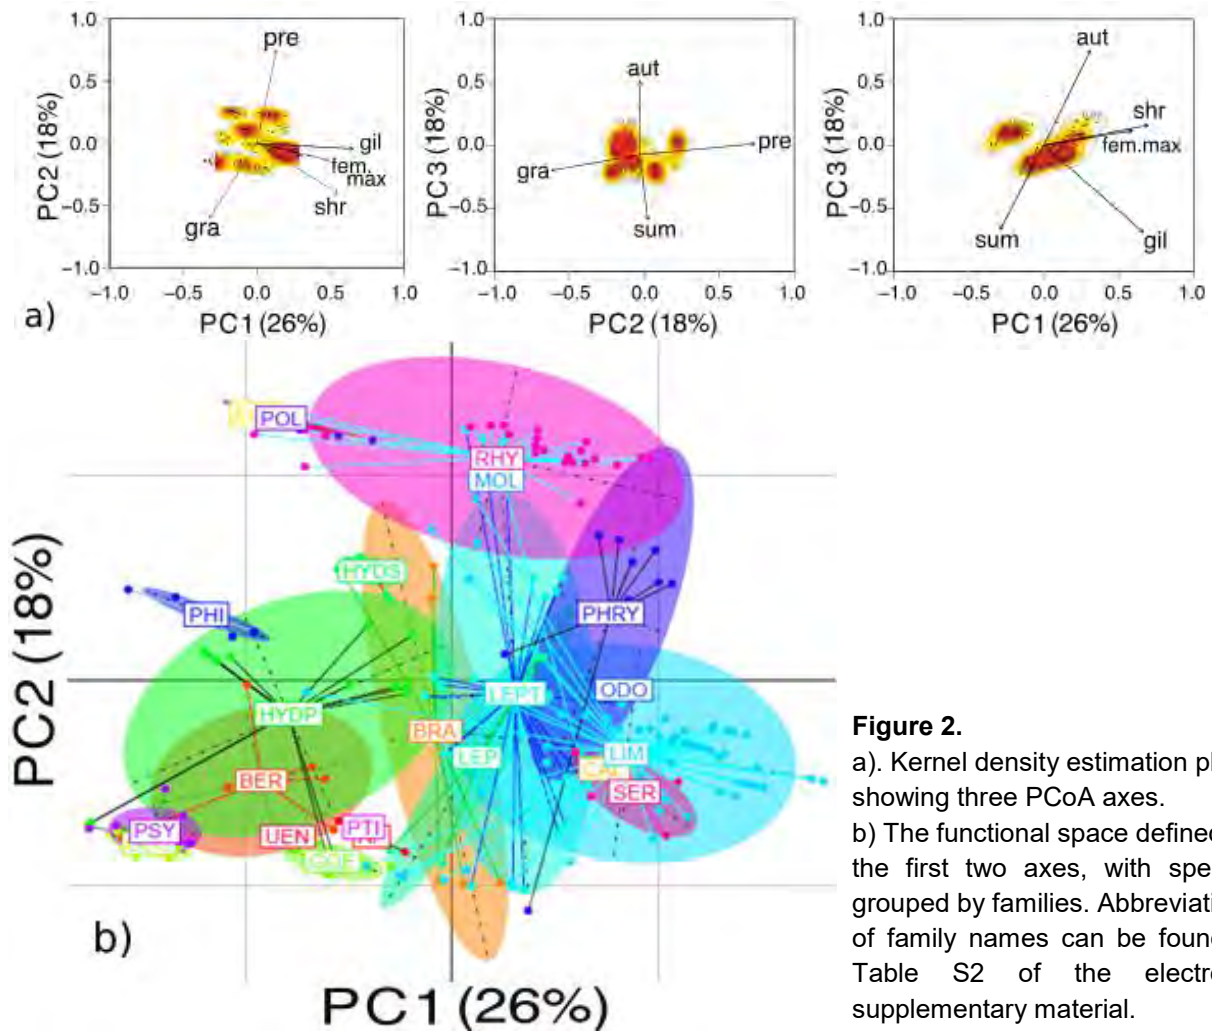 1.0
0.5
0.0
−0.5
−1.0
PC2 (18%)
pre
gil
fem.
max
shr
gra
−1.0 −0.5 0.0 0.5 1.0
PC1 (26%)
1.0
0.5
0.0
−0.5
−1.0
PC3 (18%)
aut
pre
gra
sum
−1.0 −0.5 0.0 0.5 1.0
PC2 (18%)
1.0
0.5
0.0
−0.5
−1.0
PC3 (18%)
aut
shr
fem.max
sum
gil
−1.0 −0.5 0.0 0.5 1.0
PC1 (26%)
a)
POL
RHY
MOL
HYDS
PHI
PHRY
HYDP
LEPT
ODO
BRA
LEP
LIM
BER
SER
PSY
UEN
PTI
PC2 (18%)
b)
PC1 (26%)
Figure 2.
a). Kernel density estimation pl
showing three PCoA axes.
b) The functional space defined
the first two axes, with spe
grouped by families. Abbreviati
of family names can be foun
Table S2 of the electro
supplementary material.